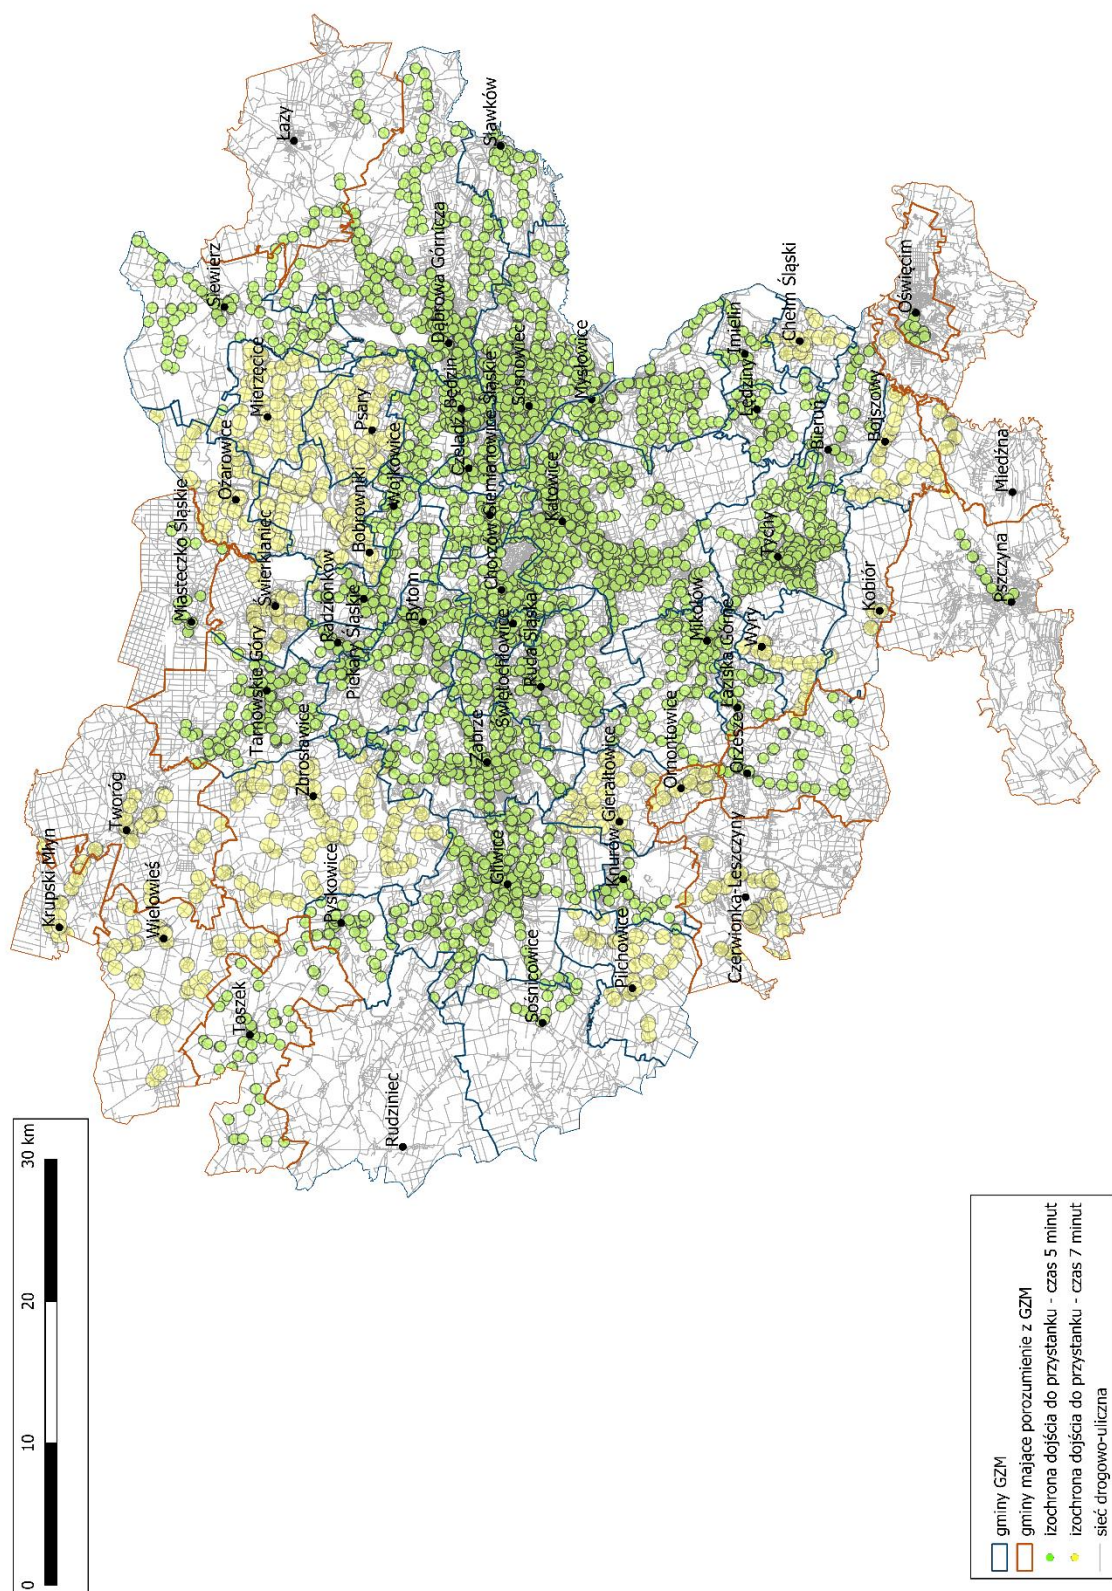 0 10 20 30 km
Krupski Młyn
Tworóg
Wielowieś
Miasteczko Śląskie
Siewierz
Ożarowice
Toszek
Tarnowskie Góry
Mierzęcice
Świerklaniec
Łazy
Zbrosławice
Radzionków
Pyskowice
Piekary Śląskie
Bobrowniki
Psary
Wojkowice
Rudziniec
Bytom
Dąbrowa Górnicza
Będzin
Czeladź
Zabrze
Chorzów
Siemianowice Śląskie
Sławków
Gliwice
Świętochłowice
Sosnowiec
Ruda Śląska
Sośnicowice
Katowice
Mysłowice
Gierałtowice
Knurów
Pilchowice
Ornontowice
Mikołów
Łaziska Górne
Imielin
Czerwionka-Leszczyny
Orzesze
Lędziny
Wyry
Tychy
Chełm Śląski
Bieruń
Kobiór
Bojszowy
Oświęcim
Pszczyna
Miedźna
gminy GZM
gminy mające porozumienie z GZM
izochrona dojścia do przystanku - czas 5 minut
izochrona dojścia do przystanku - czas 7 minut
sieć drogowo-uliczna